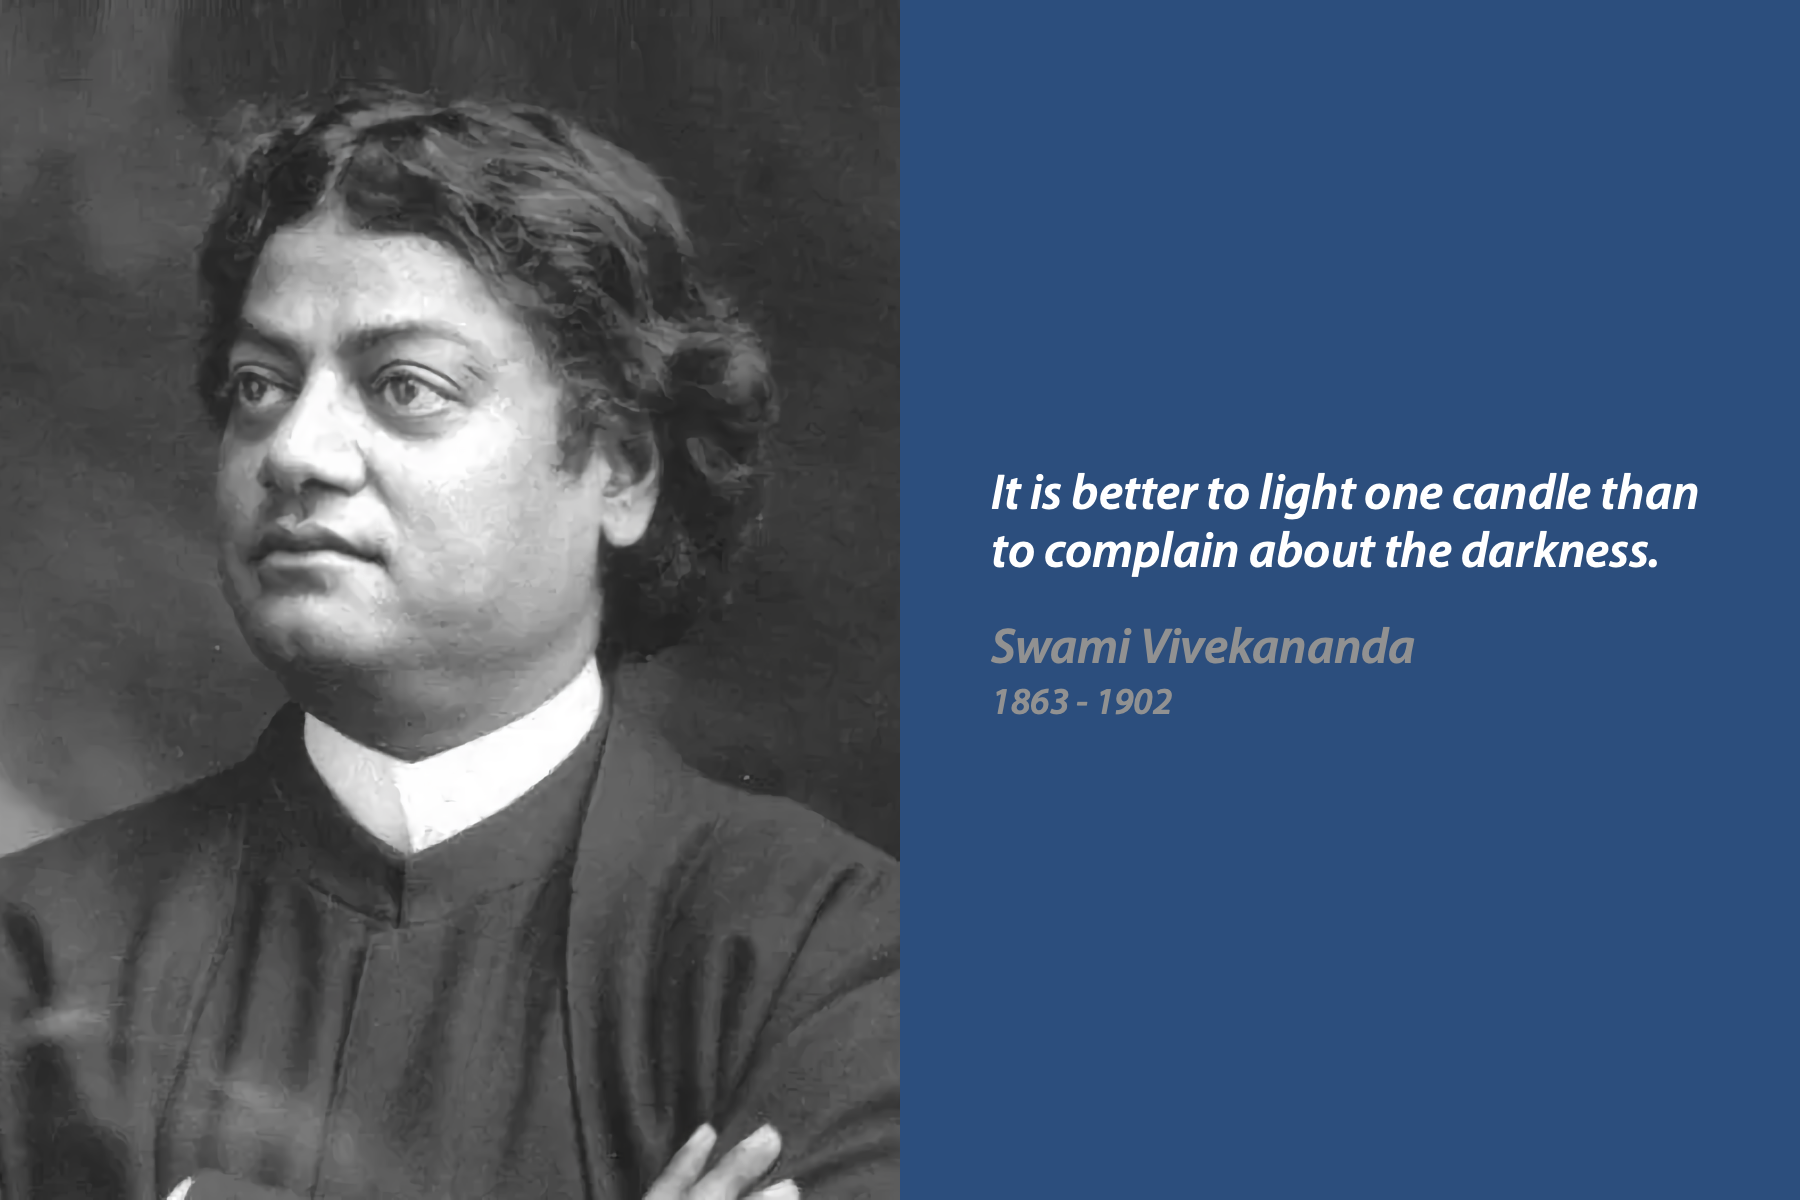 It is better to light one candle than
to complain about the darkness.
Swami Vivekananda
1863 - 1902